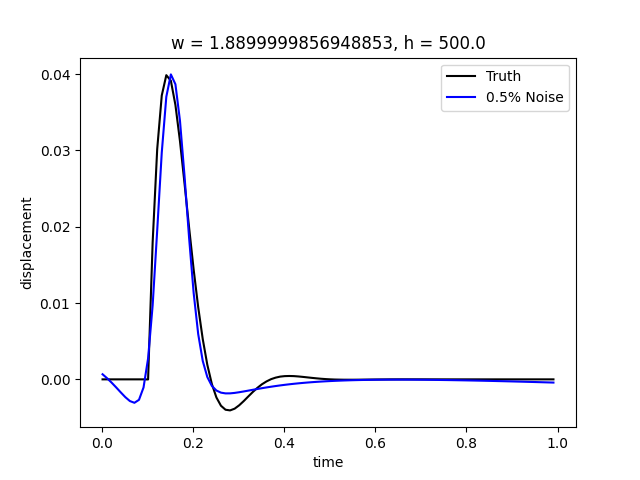 w = 1.8899999856948853, h = 500.0
Truth
0.5% Noise
0.04
0.03
0.02
0.01
0.00
displacement
0.0 0.2 0.4 0.6 0.8 1.0
time